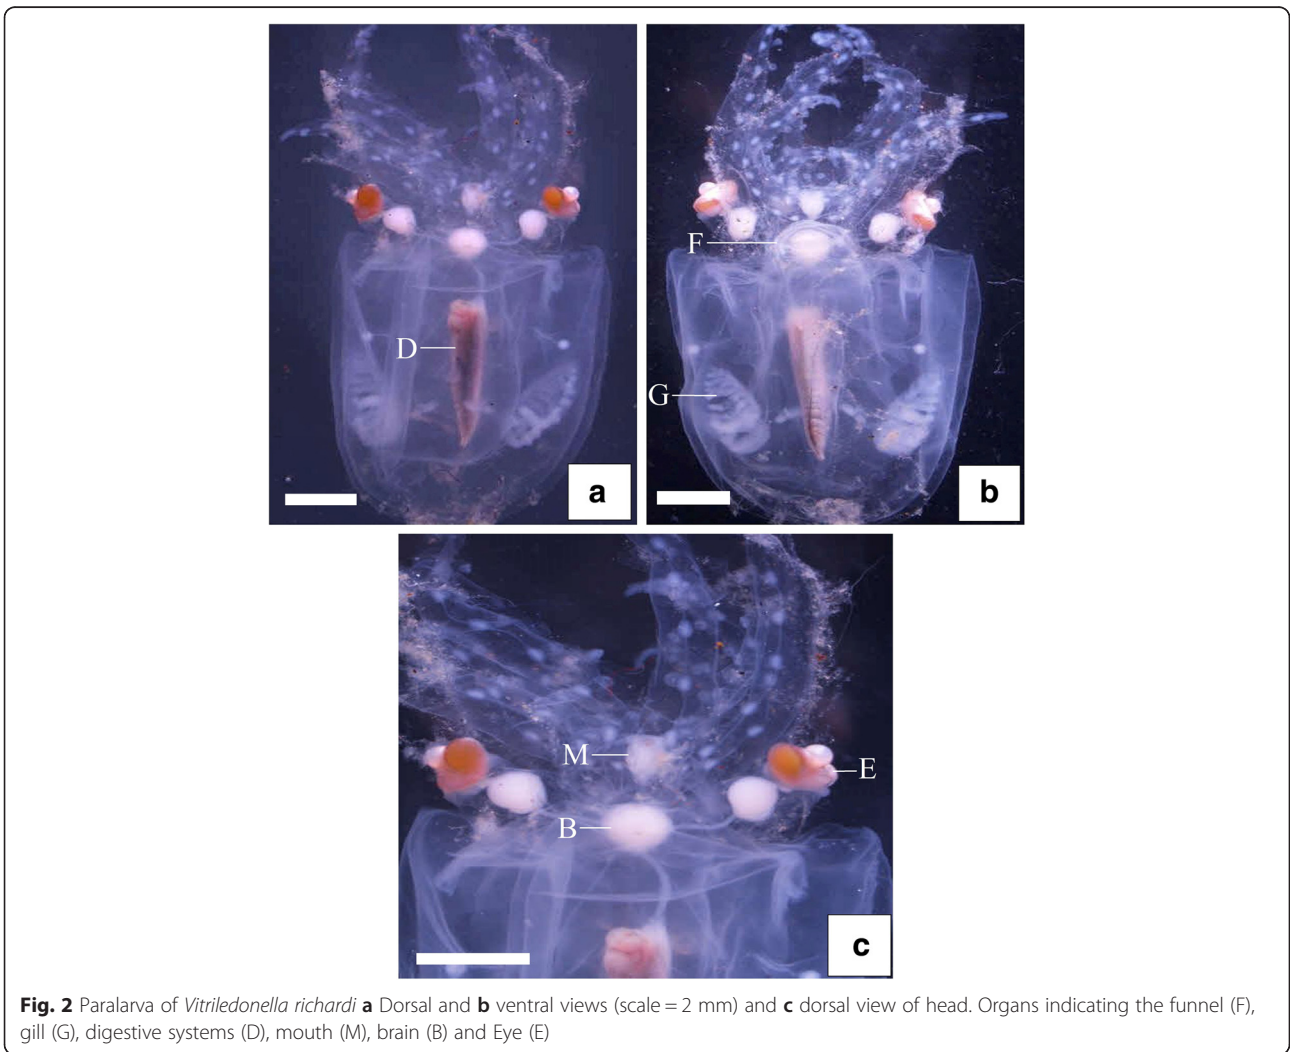 F
D
G
a
b
M
E
B
c
Fig. 2 Paralarva of Vitriledonella richardi a Dorsal and b ventral views (scale = 2 mm) and c dorsal view of head. Organs indicating the funnel (F),
gill (G), digestive systems (D), mouth (M), brain (B) and Eye (E)